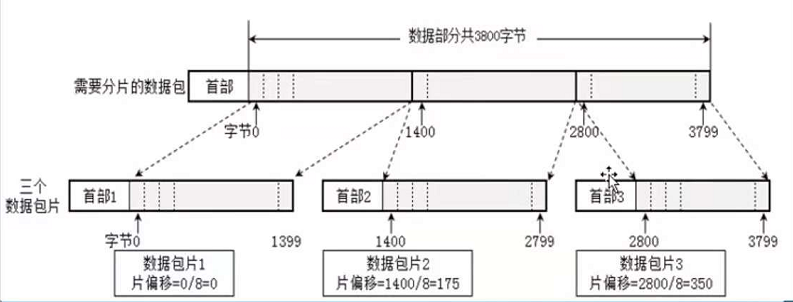 数据部分共3800字节
需要分片的数据包
首部
字节0
1400
2800
3799
三个
数据包片
首部1
首部2
首部3
字节0
1399
1400
2799
2800
3799
数据包片1
片偏移=0/8=0
数据包片2
片偏移=1400/8=175
数据包片3
片偏移=2800/8=350